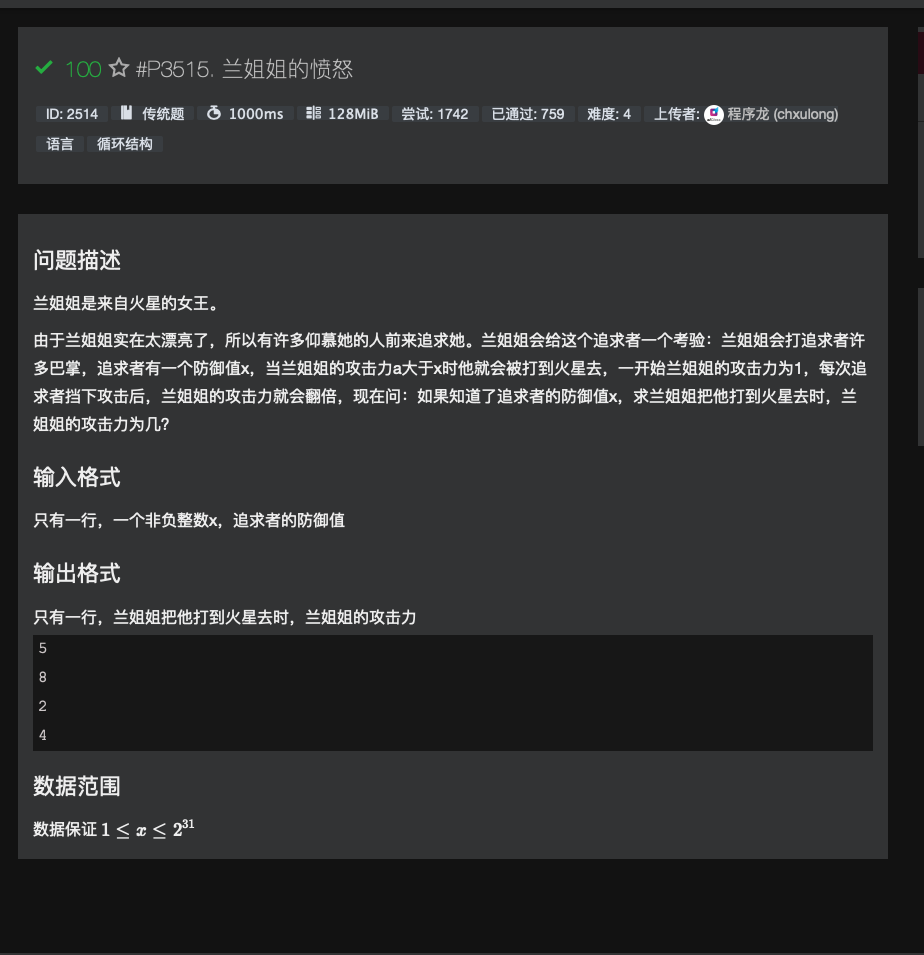 100 #P3515. 兰姐姐的愤怒
ID: 2514 传统题 1000ms 128MiB 尝试: 1742 已通过: 759 难度: 4 上传者: 程序龙 (chxulong)
语言 循环结构
问题描述
兰姐姐是来自火星的女王。
由于兰姐姐实在太漂亮了，所以有许多仰慕她的人前来追求她。兰姐姐会给这个追求者一个考验：兰姐姐会打追求者许
多巴掌，追求者有一个防御值x，当兰姐姐的攻击力a大于x时他就会被打到火星去，一开始兰姐姐的攻击力为1，每次追
求者挡下攻击后，兰姐姐的攻击力就会翻倍，现在问：如果知道了追求者的防御值x，求兰姐姐把他打到火星去时，兰
姐姐的攻击力为几?
输入格式
只有一行，一个非负整数x，追求者的防御值
输出格式
只有一行，兰姐姐把他打到火星去时，兰姐姐的攻击力
5
8
2
4
数据范围
数据保证 1 ≤ x ≤ 2^31